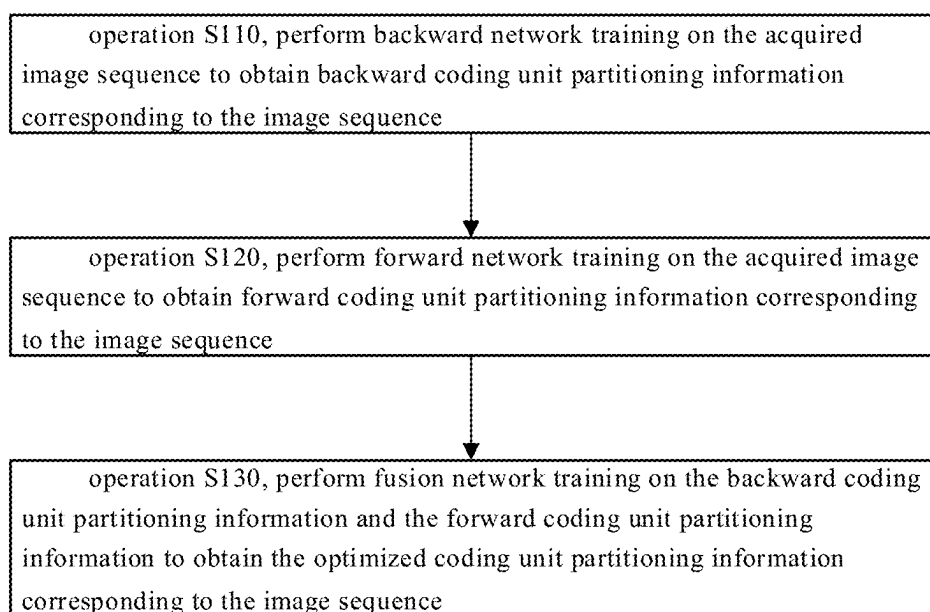 operation S110, perform backward network training on the acquired
image sequence to obtain backward coding unit partitioning information
corresponding to the image sequence
operation S120, perform forward network training on the acquired image
sequence to obtain forward coding unit partitioning information corresponding
to the image sequence
operation S130, perform fusion network training on the backward coding
unit partitioning information and the forward coding unit partitioning
information to obtain the optimized coding unit partitioning information
corresponding to the image sequence